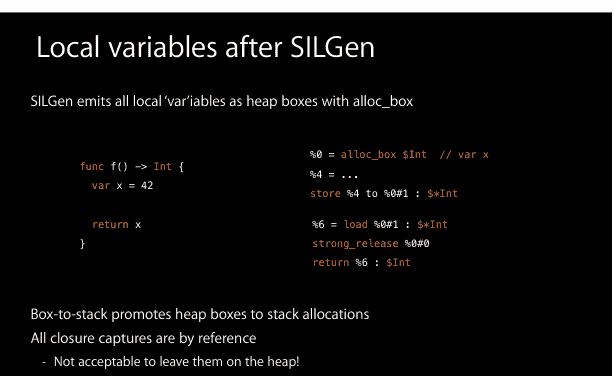 Local variables after SILGen
SILGen emits all local ‘var’iables as heap boxes with alloc_box
func f() -> Int {
var x = 42
return x
}
%0 = alloc_box $Int // var x
%4 = ...
store %4 to %0#1 : $*Int
%6 = load %0#1 : $*Int
strong_release %0#0
return %6 : $Int
Box-to-stack promotes heap boxes to stack allocations
All closure captures are by reference
- Not acceptable to leave them on the heap!